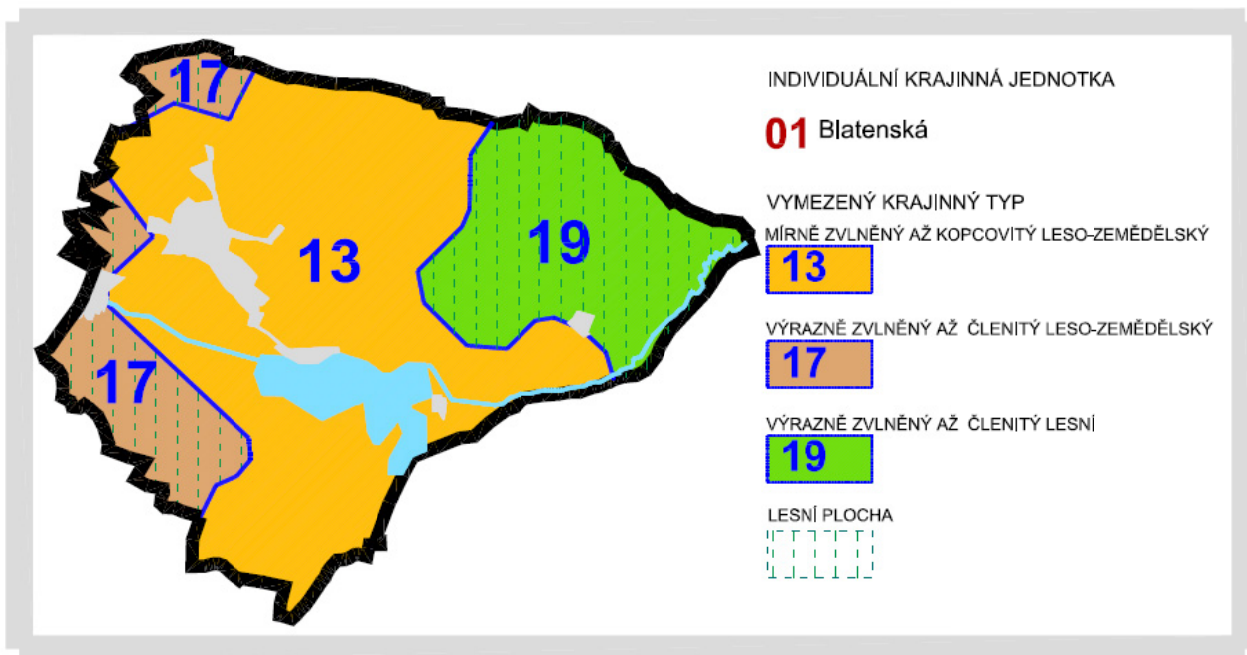 17
13
19
17
INDIVIDUÁLNÍ KRAJINNÁ JEDNOTKA
01 Blatenská
VYMEZENÝ KRAJINNÝ TYP
MÍRNĚ ZVLNĚNÝ AŽ KOPCOVITÝ LESO-ZEMĚDĚLSKÝ
13
VÝRAZNĚ ZVLNĚNÝ AŽ ČLENITÝ LESO-ZEMĚDĚLSKÝ
17
VÝRAZNĚ ZVLNĚNÝ AŽ ČLENITÝ LESNÍ
19
LESNÍ PLOCHA